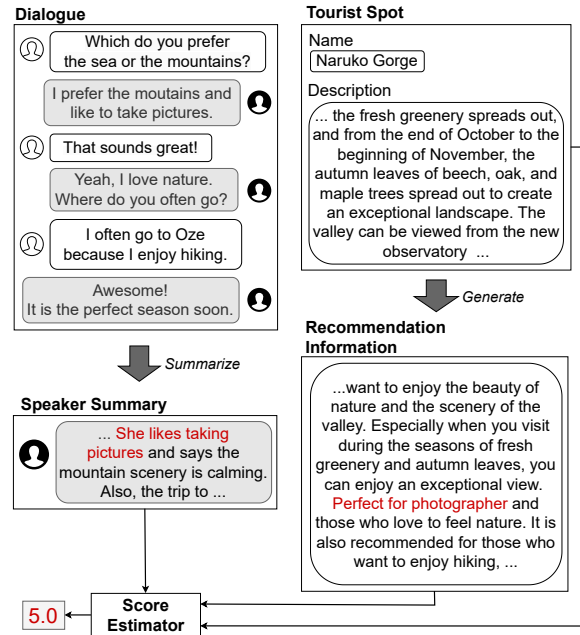 Dialogue
Which do you prefer
the sea or the mountains?
I prefer the moutains and
like to take pictures.
That sounds great!
Yeah, I love nature.
Where do you often go?
I often go to Oze
because I enjoy hiking.
Awesome!
It is the perfect season soon.
Summarize
Speaker Summary
... She likes taking
pictures and says the
mountain scenery is calming.
Also, the trip to ...
Tourist Spot
Name
Naruko Gorge
Description
... the fresh greenery spreads out,
and from the end of October to the
beginning of November, the
autumn leaves of beech, oak, and
maple trees spread out to create
an exceptional landscape. The
valley can be viewed from the new
observatory ...
Generate
Recommendation
Information
...want to enjoy the beauty of
nature and the scenery of the
valley. Especially when you visit
during the seasons of fresh
greenery and autumn leaves, you
can enjoy an exceptional view.
Perfect for photographer and
those who love to feel nature. It is
also recommended for those who
want to enjoy hiking, ...
Score
Estimator
5.0